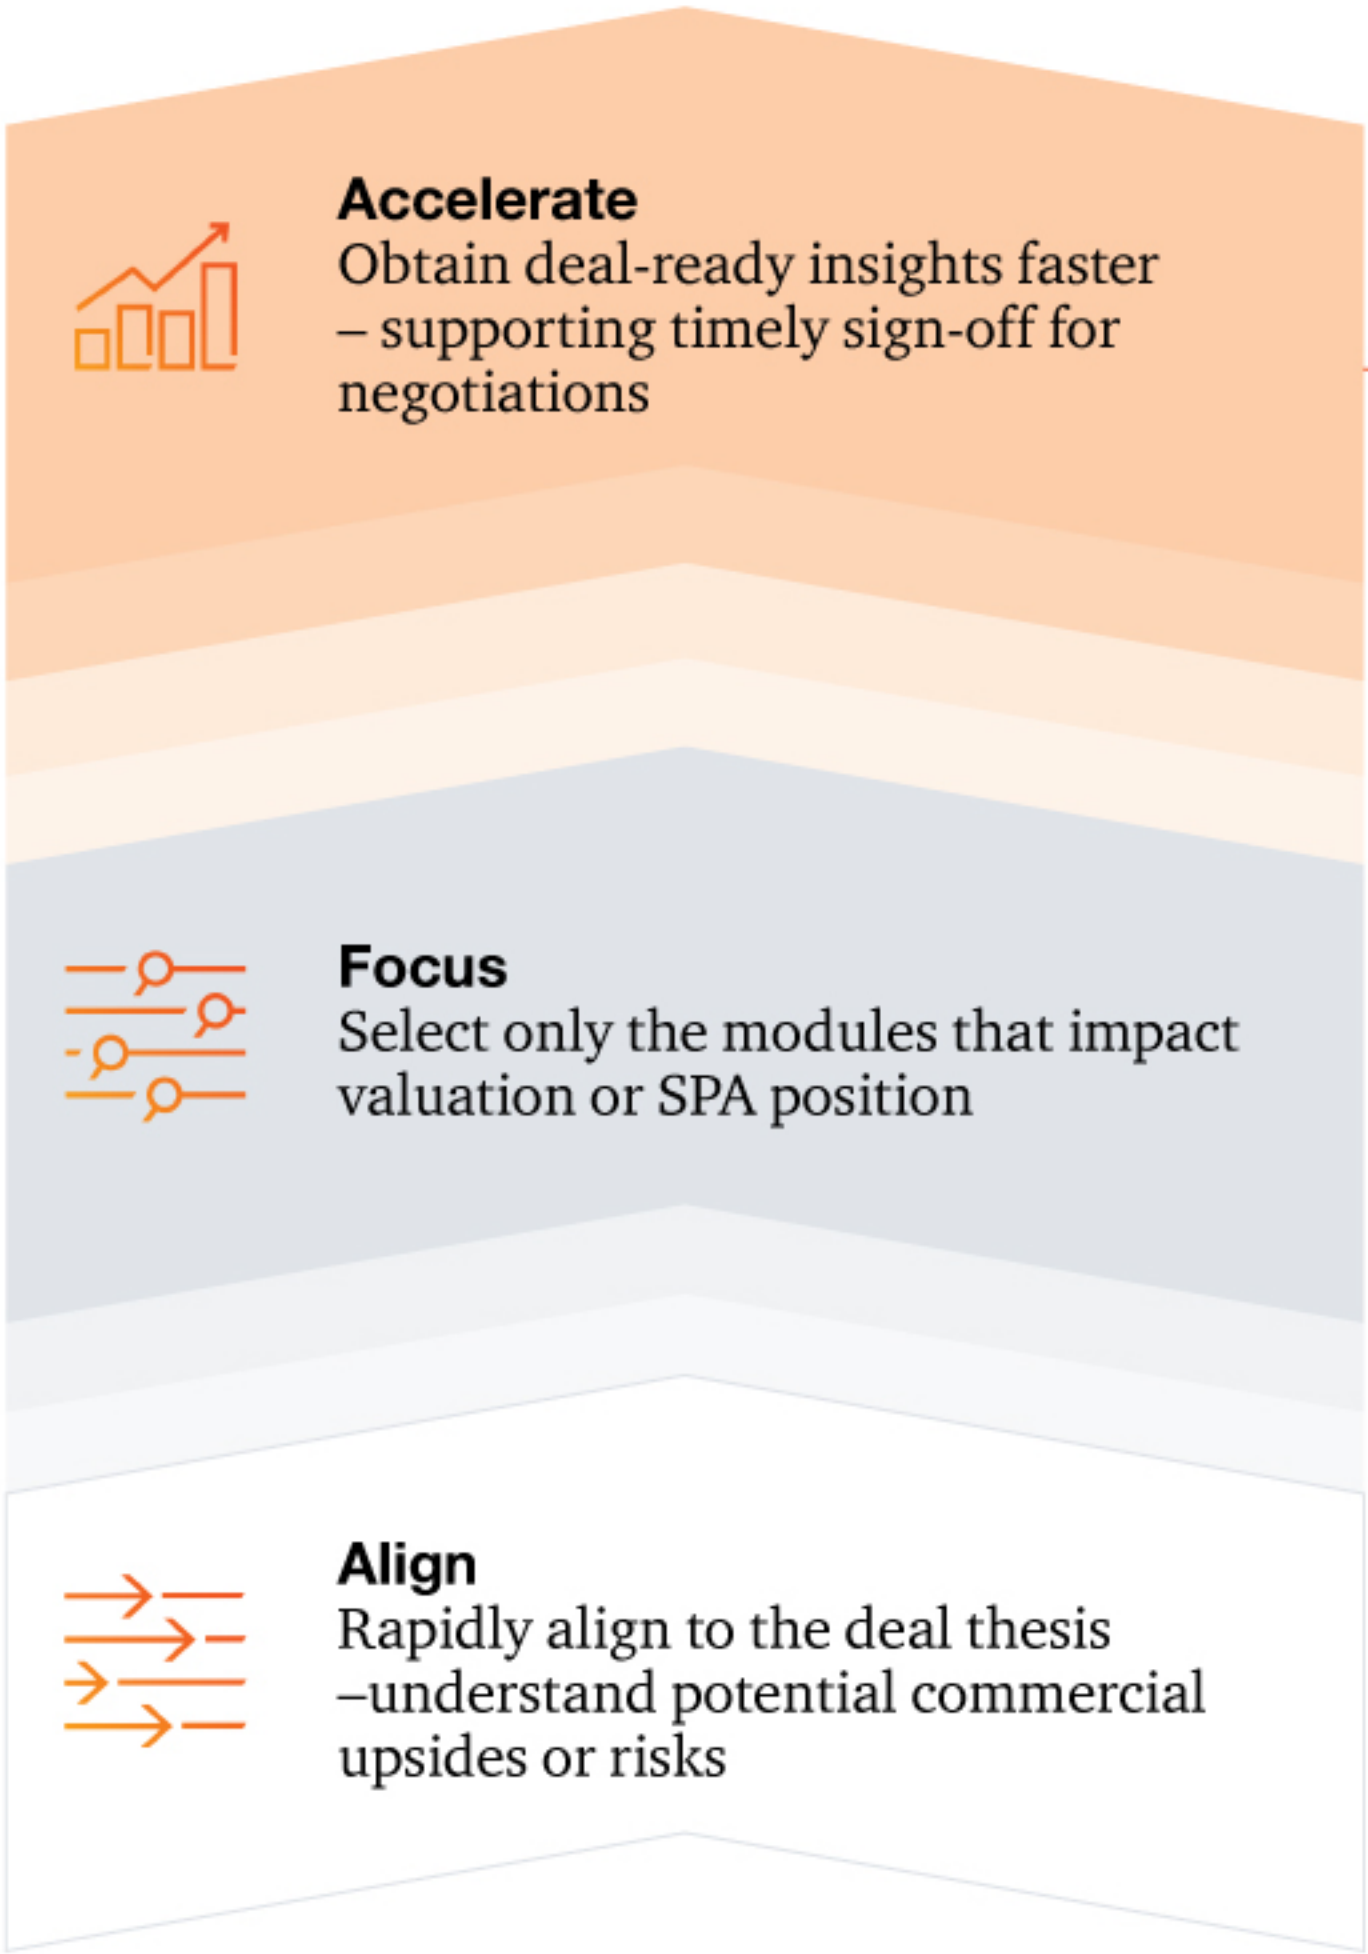 Accelerate
Obtain deal-ready insights faster
– supporting timely sign-off for
negotiations
Focus
Select only the modules that impact
valuation or SPA position
Align
Rapidly align to the deal thesis
–understand potential commercial
upsides or risks